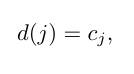 d(j) = c_j,